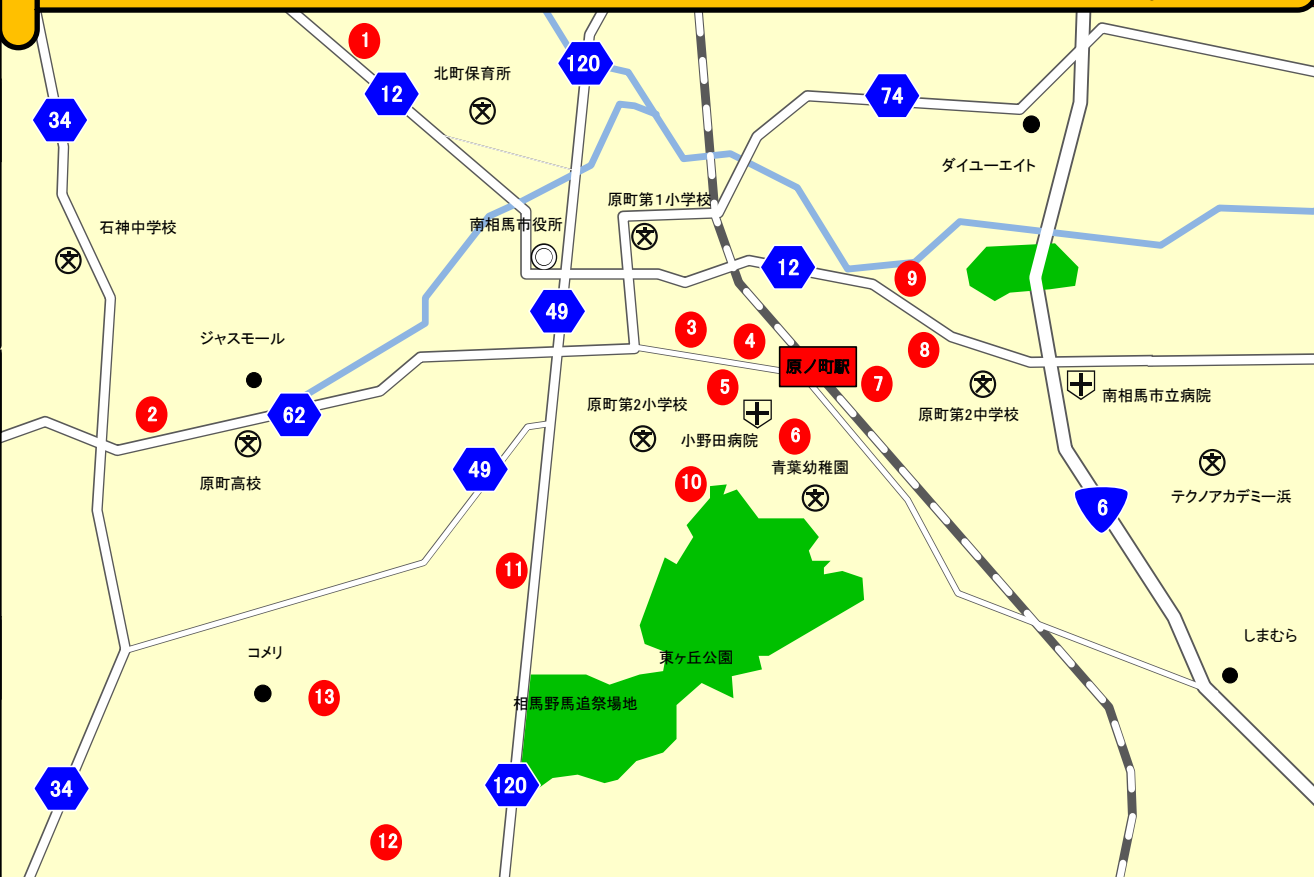 1
120
北町保育所
12
74
34
ダイユーエイト
原町第1小学校
石神中学校
南相馬市役所
12
9
49
3
ジャスモール
4
8
原ノ町駅
5
7
南相馬市立病院
2
62
原町第2小学校
原町第2中学校
小野田病院
6
49
青葉幼稚園
原町高校
10
テクノアカデミー浜
6
11
しまむら
コメリ
東ヶ丘公園
13
相馬野馬追祭場地
34
120
12